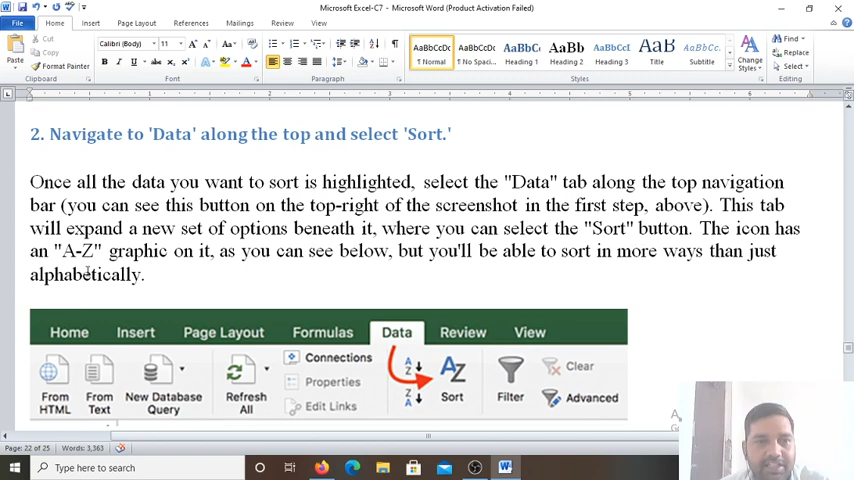 Microsoft Excel-C7 - Microsoft Word (Product Activation Failed)
File Home Insert Page Layout References Mailings Review View
Cut
Copy
Paste
Format Painter
Clipboard
Calibri (Body) 11
Font
Paragraph
AaBbCcDc AaBbCcDc AaBbC AaBb AaBbCc AaB AaBbCc.
¶ Normal ¶ No Spaci... Heading 1 Heading 2 Heading 3 Title Subtitle
Change
Styles
Styles
Find
Replace
Select
Editing
2. Navigate to 'Data' along the top and select 'Sort.'
Once all the data you want to sort is highlighted, select the "Data" tab along the top navigation
bar (you can see this button on the top-right of the screenshot in the first step, above). This tab
will expand a new set of options beneath it, where you can select the "Sort" button. The icon has
an "A-Z" graphic on it, as you can see below, but you'll be able to sort in more ways than just
alphabetically.
Home Insert Page Layout Formulas Data Review View
From
HTML
From
Text
New Database
Query
Refresh
All
Connections
Properties
Edit Links
Sort
Filter
Clear
Advanced
Page: 22 of 25 Words: 3,363
Type here to search